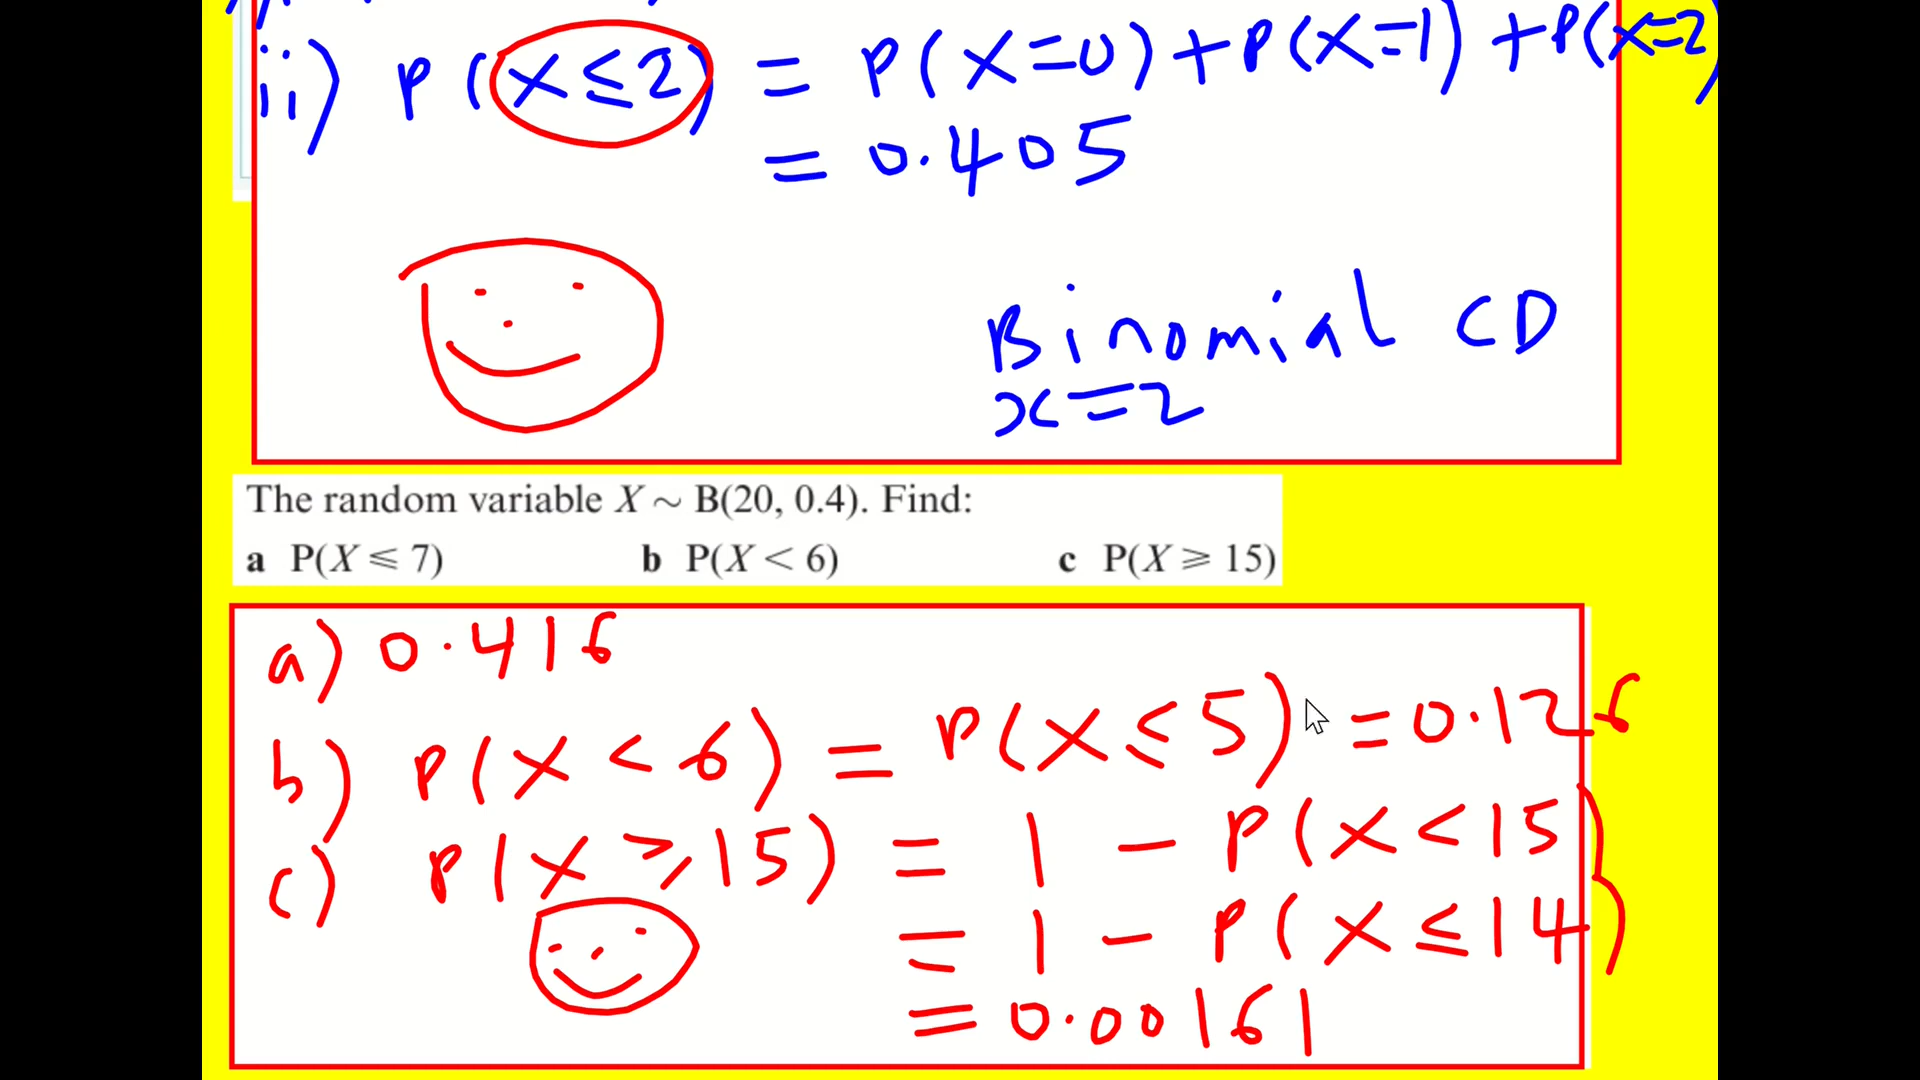 ii) P(X≤2) = P(X=0)+P(X=1)+P(X=2)
= 0.405
Binomial CD
x=2
The random variable X ~ B(20, 0.4). Find:
a P(X ⩽ 7) b P(X < 6) c P(X ⩾ 15)
a) 0.416
b) P(X < 6) = P(X ≤ 5) = 0.126
c) P(X ⩾ 15) = 1 - P(X < 15)
= 1 - P(X ≤ 14)
= 0.00161